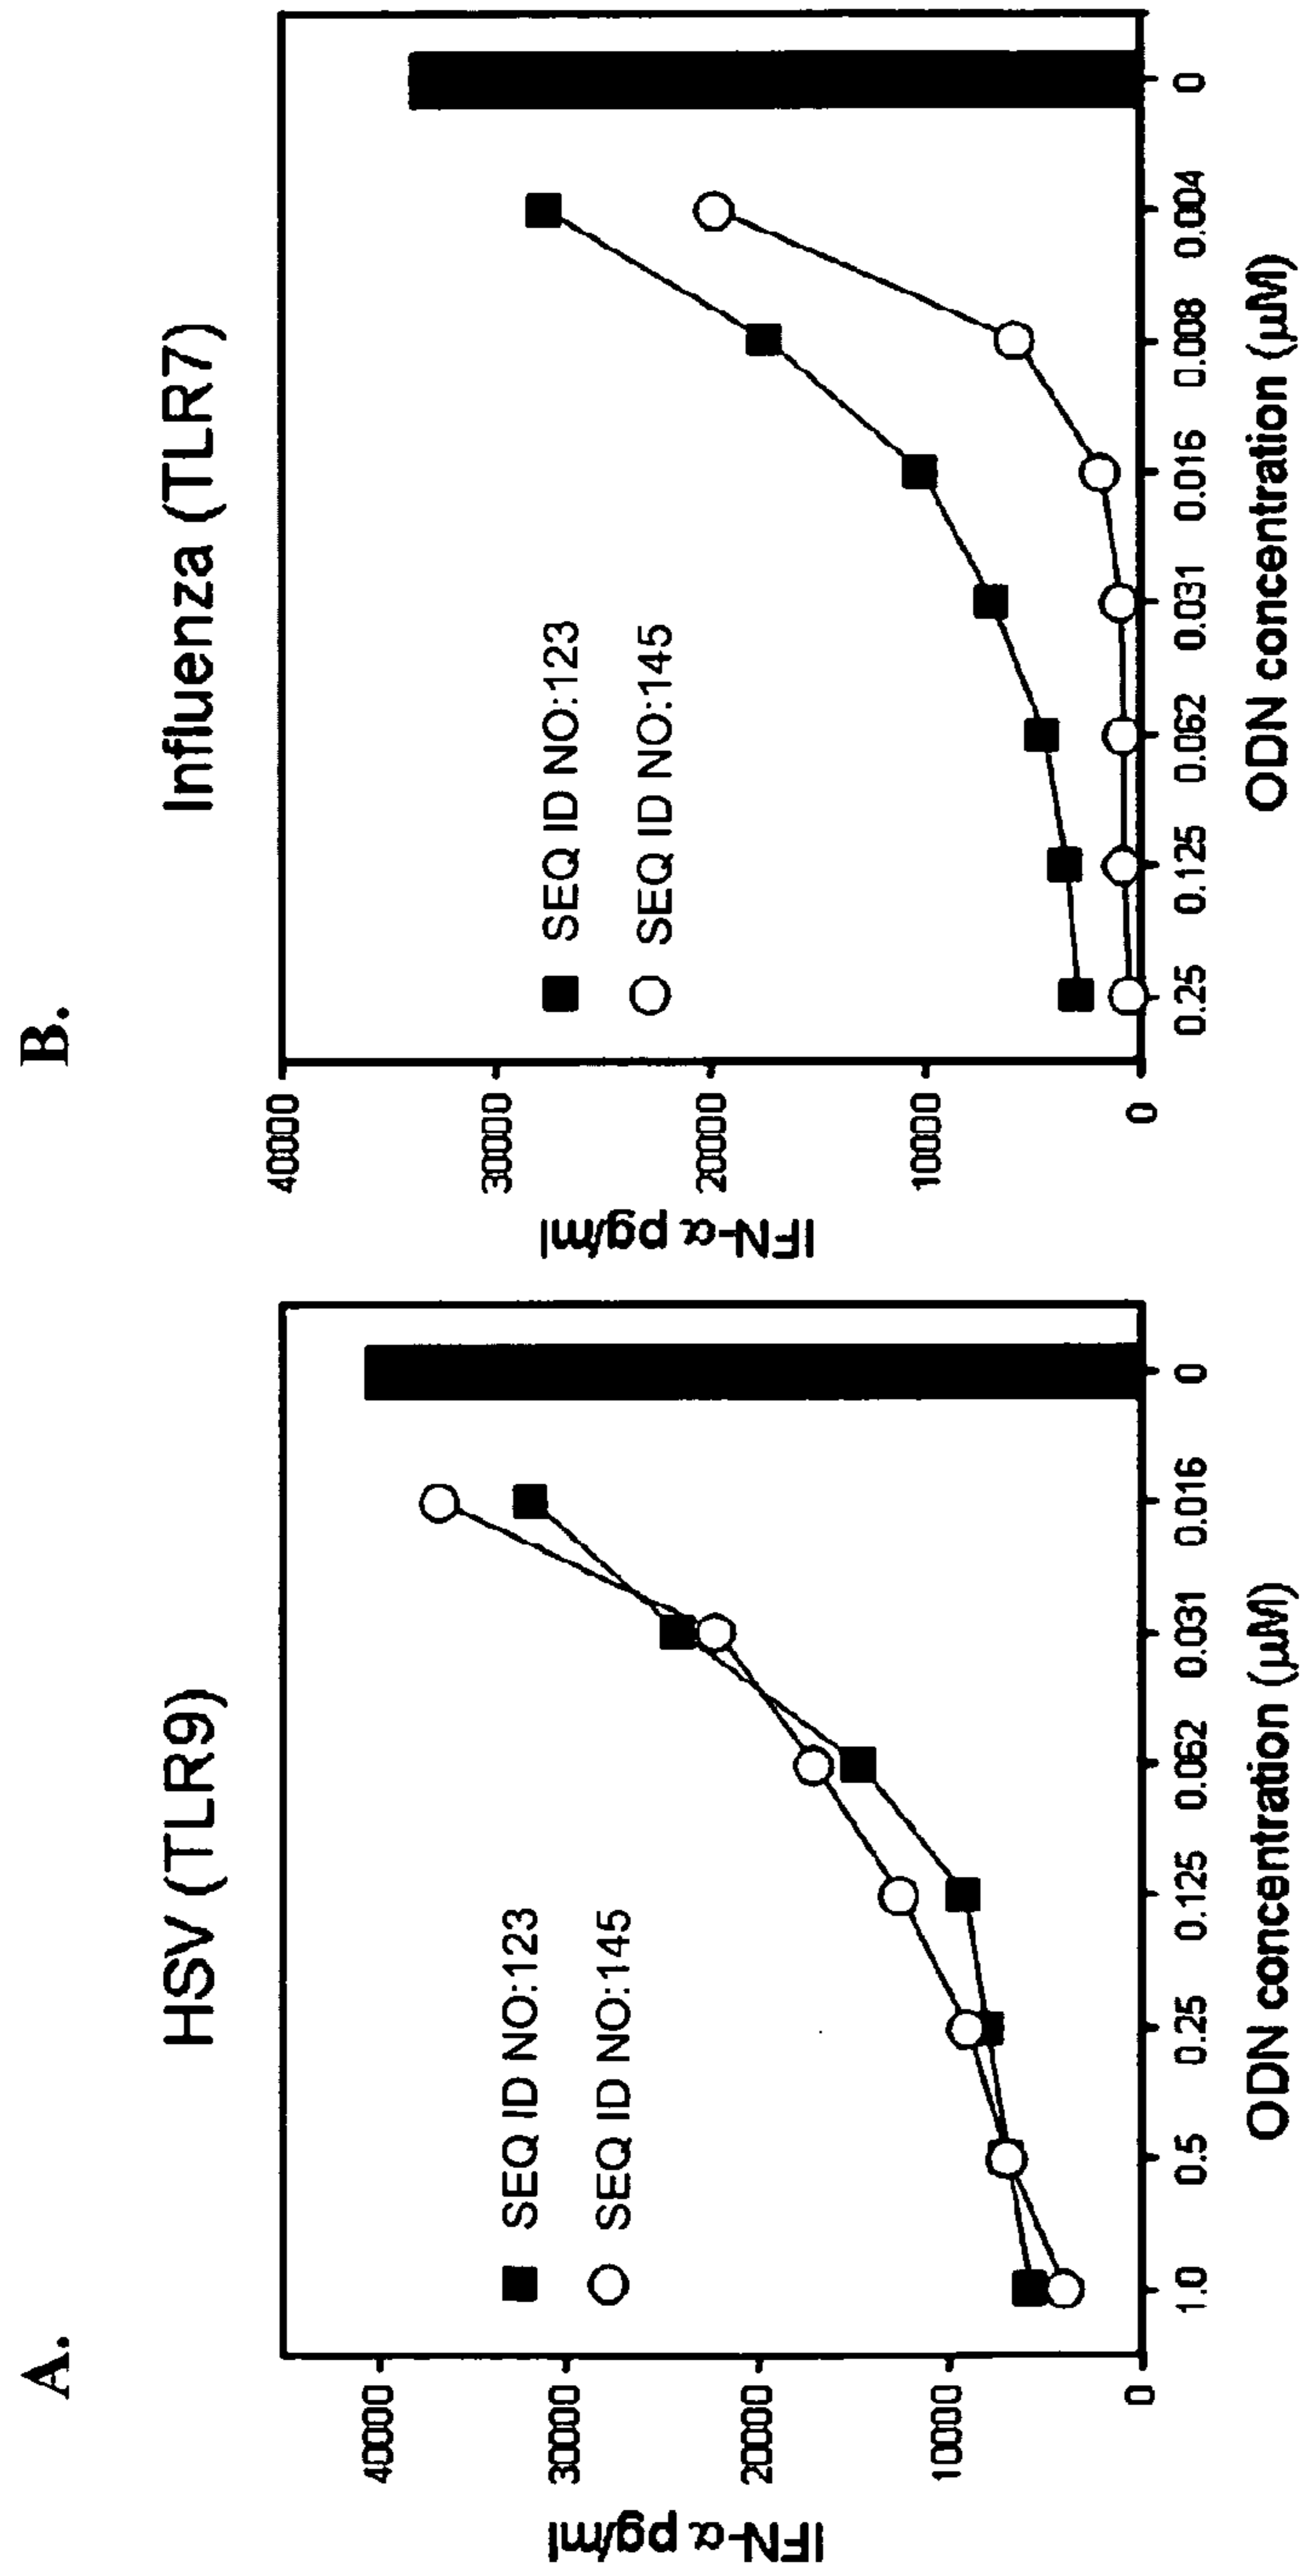 A.
HSV (TLR9)
IFN-α pg/ml
40000
30000
20000
10000
0
SEQ ID NO:123
SEQ ID NO:145
1.0
0.5
0.25
0.125
0.062
0.031
0.016
0
ODN concentration (µM)
B.
Influenza (TLR7)
IFN-α pg/ml
40000
30000
20000
10000
0
SEQ ID NO:123
SEQ ID NO:145
0.25
0.125
0.062
0.031
0.016
0.008
0.004
0
ODN concentration (µM)